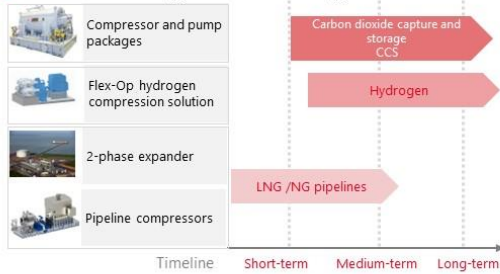 Compressor and pump
packages
Carbon dioxide capture and
storage
CCS
Flex-Op hydrogen
compression solution
Hydrogen
2-phase expander
LNG /NG pipelines
Pipeline compressors
Timeline
Short-term
Medium-term
Long-term